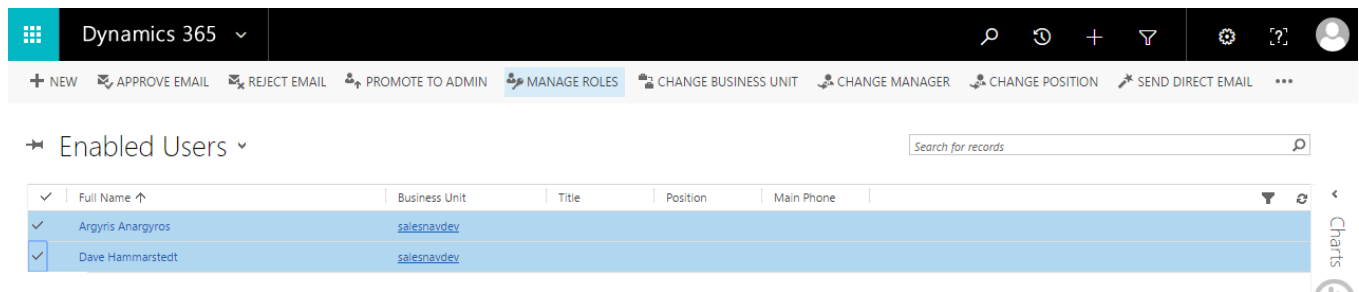 Dynamics 365
NEW APPROVE EMAIL REJECT EMAIL PROMOTE TO ADMIN MANAGE ROLES CHANGE BUSINESS UNIT CHANGE MANAGER CHANGE POSITION SEND DIRECT EMAIL •••
Enabled Users
Search for records
Full Name ↑ Business Unit Title Position Main Phone
Argyris Anargyros salesnavdev
Dave Hammarstedt salesnavdev
Charts